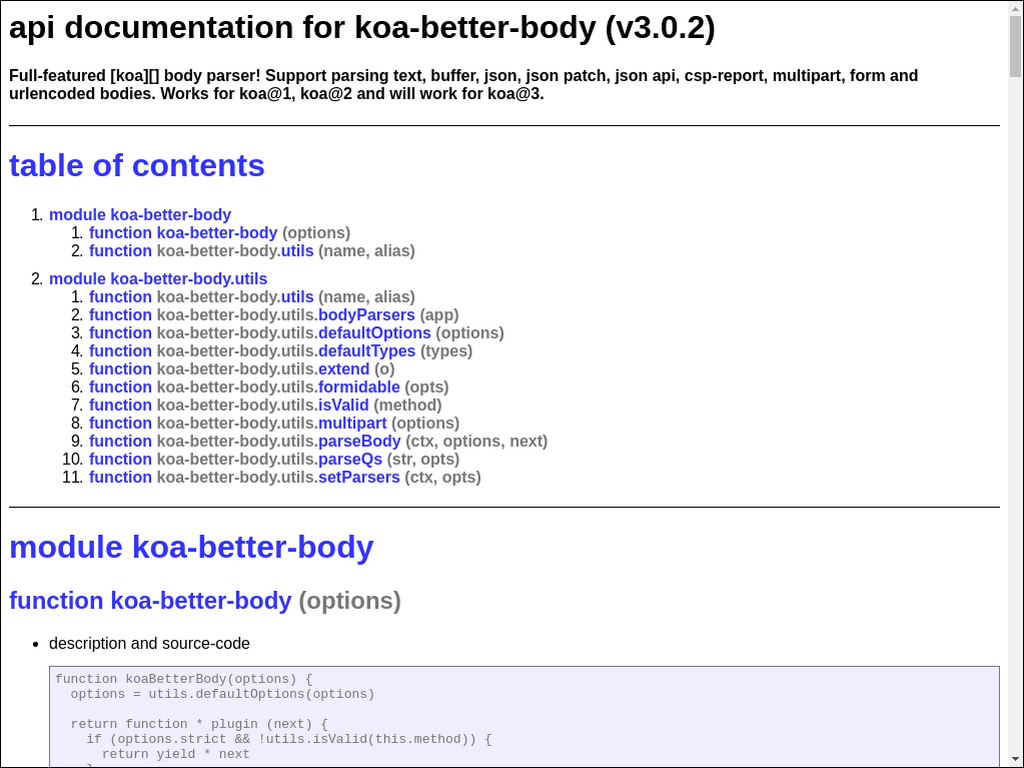 api documentation for koa-better-body (v3.0.2)
Full-featured [koa][] body parser! Support parsing text, buffer, json, json patch, json api, csp-report, multipart, form and
urlencoded bodies. Works for koa@1, koa@2 and will work for koa@3.
table of contents
1. module koa-better-body
1. function koa-better-body (options)
2. function koa-better-body.utils (name, alias)
2. module koa-better-body.utils
1. function koa-better-body.utils (name, alias)
2. function koa-better-body.utils.bodyParsers (app)
3. function koa-better-body.utils.defaultOptions (options)
4. function koa-better-body.utils.defaultTypes (types)
5. function koa-better-body.utils.extend (o)
6. function koa-better-body.utils.formidable (opts)
7. function koa-better-body.utils.isValid (method)
8. function koa-better-body.utils.multipart (options)
9. function koa-better-body.utils.parseBody (ctx, options, next)
10. function koa-better-body.utils.parseQs (str, opts)
11. function koa-better-body.utils.setParsers (ctx, opts)
module koa-better-body
function koa-better-body (options)
• description and source-code
function koaBetterBody(options) {
  options = utils.defaultOptions(options)
  return function * plugin (next) {
    if (options.strict && !utils.isValid(this.method)) {
      return yield * next
    }